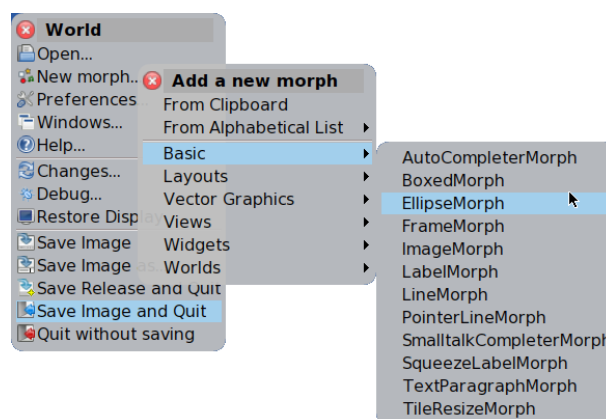 World
Open...
New morph...
Preferences...
Windows...
Help...
Changes...
Debug...
Restore Display
Save Image
Save Image as...
Save Release and Quit
Save Image and Quit
Quit without saving
Add a new morph
From Clipboard
From Alphabetical List
Basic
Layouts
Vector Graphics
Views
Widgets
Worlds
AutoCompleterMorph
BoxedMorph
EllipseMorph
FrameMorph
ImageMorph
LabelMorph
LineMorph
PointerLineMorph
SmalltalkCompleterMorph
SqueezeLabelMorph
TextParagraphMorph
TileResizeMorph